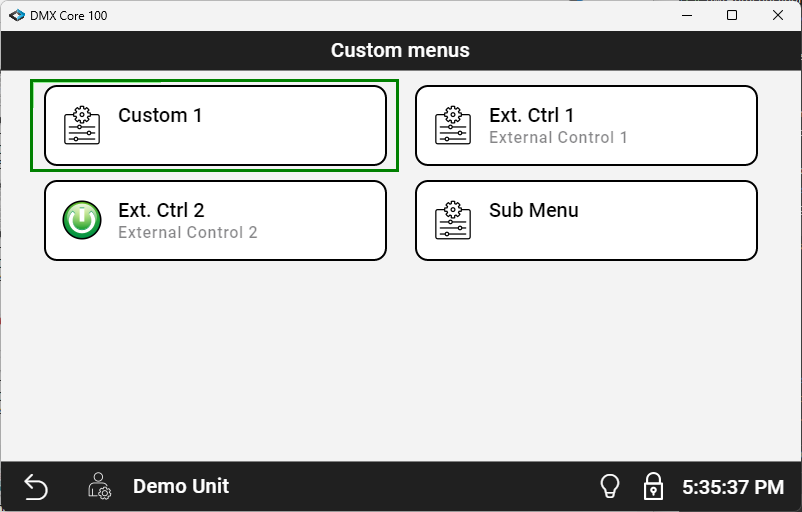 DMX Core 100
Custom menus
Custom 1
Ext. Ctrl 1
External Control 1
Ext. Ctrl 2
External Control 2
Sub Menu
Demo Unit
5:35:37 PM